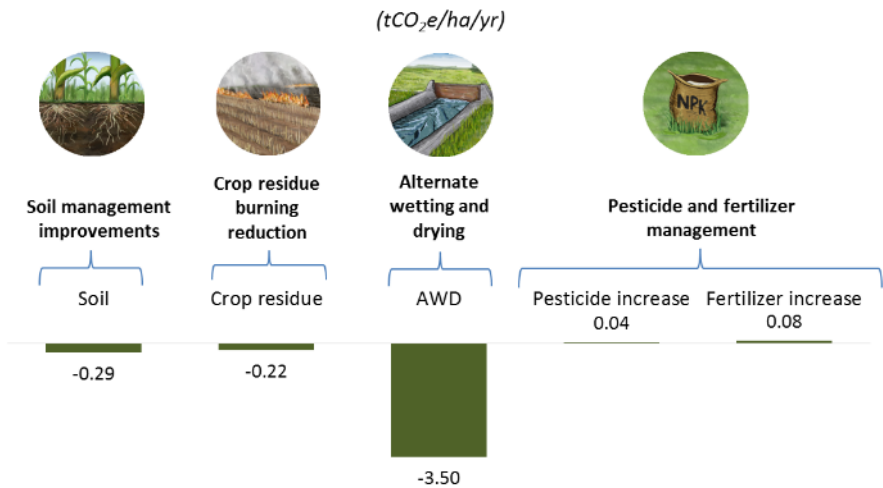 (tCO₂e/ha/yr)
NPK
Soil management
improvements
Crop residue
burning
reduction
Alternate
wetting and
drying
Pesticide and fertilizer
management
Soil
Crop residue
AWD
Pesticide increase
0.04
Fertilizer increase
0.08
-0.29
-0.22
-3.50